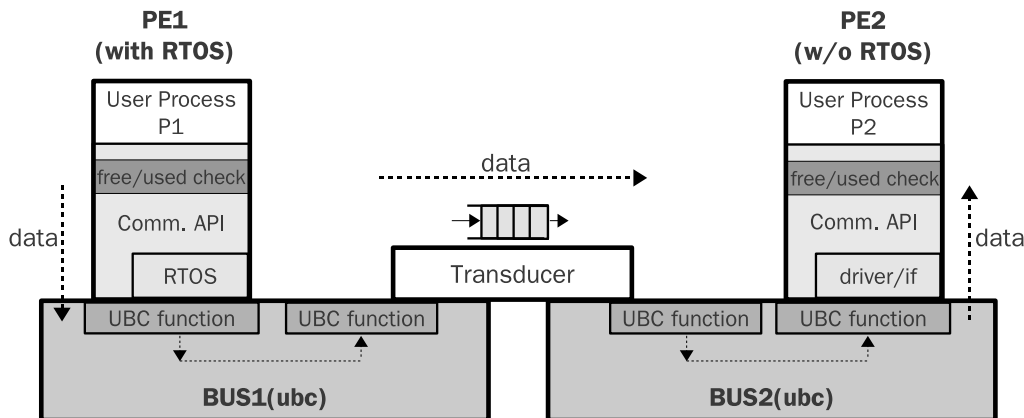 PE1
(with RTOS)
PE2
(w/o RTOS)
User Process
P1
User Process
P2
free/used check
data
free/used check
Comm. API
Comm. API
data
data
RTOS
Transducer
driver/if
UBC function
UBC function
UBC function
UBC function
BUS1(ubc)
BUS2(ubc)